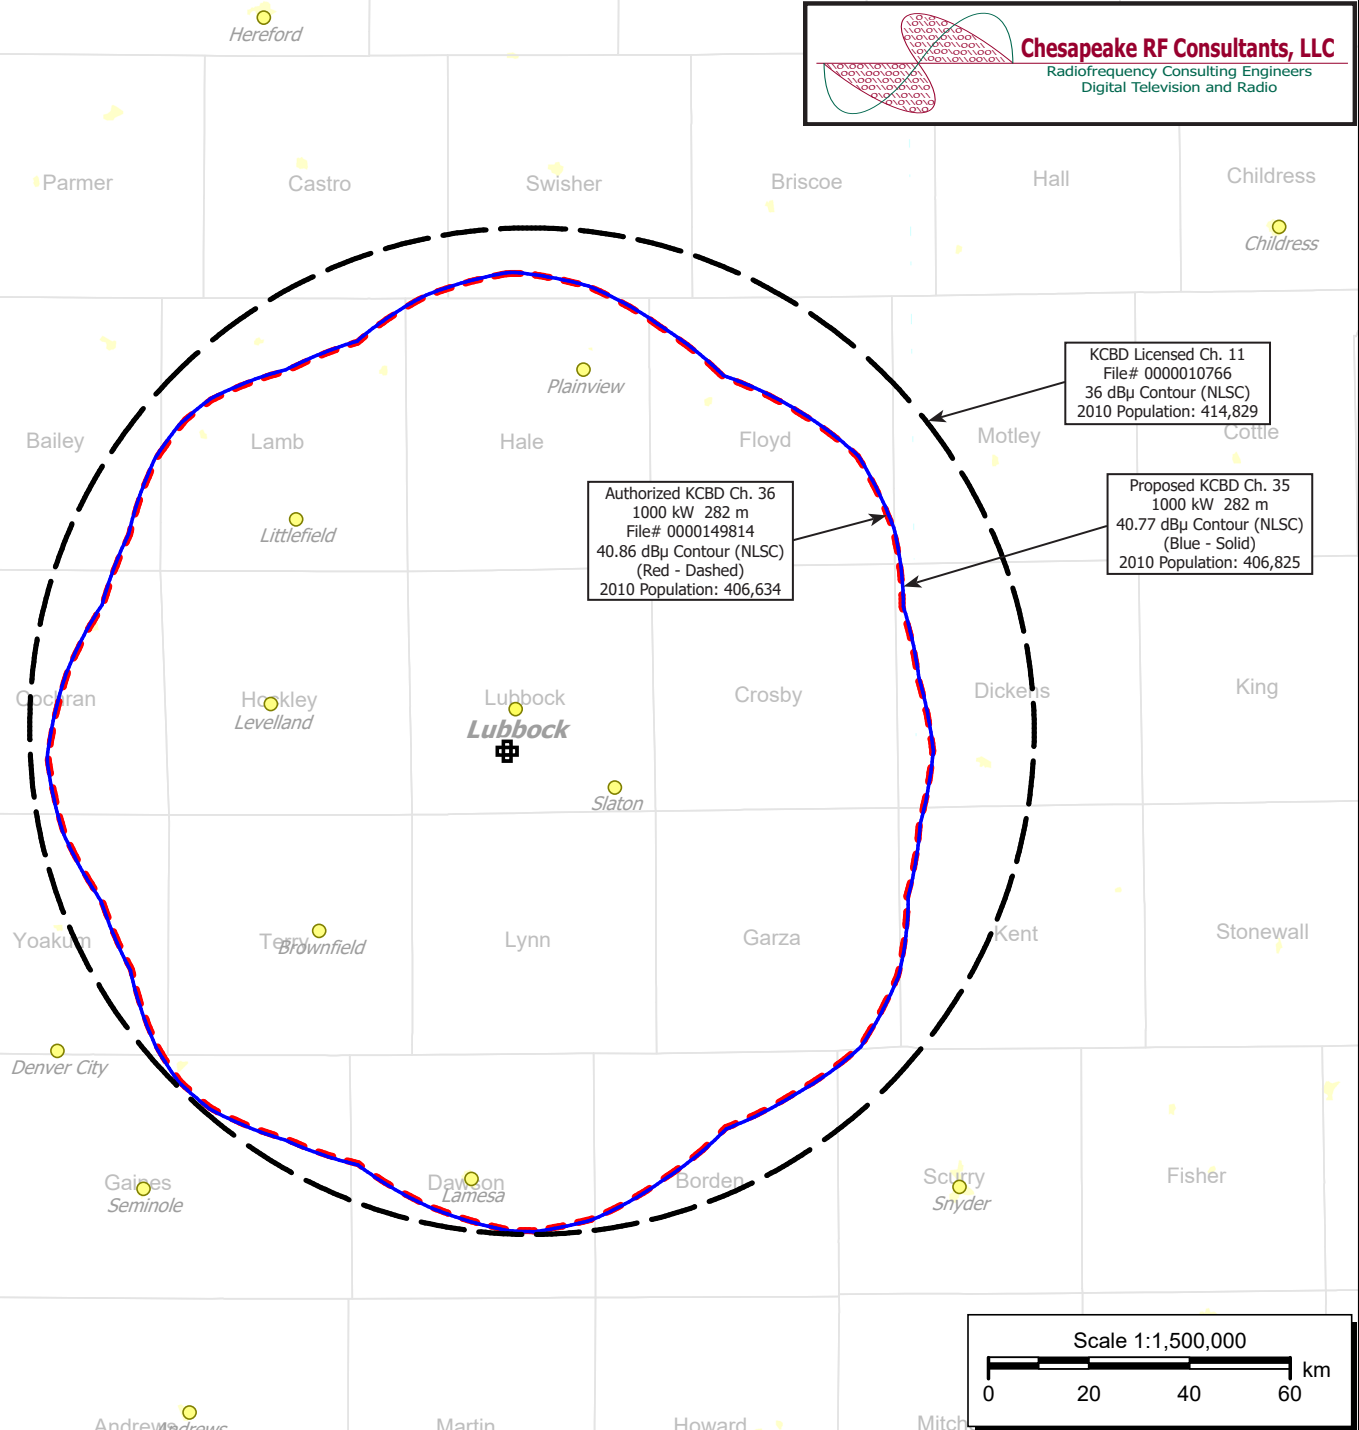 Hereford
Chesapeake RF Consultants, LLC
Radiofrequency Consulting Engineers
Digital Television and Radio
Parmer
Castro
Swisher
Briscoe
Hall
Childress
Childress
KCBD Licensed Ch. 11
File# 0000010766
36 dBµ Contour (NLSC)
2010 Population: 414,829
Plainview
Bailey
Lamb
Hale
Floyd
Motley
Cottle
Authorized KCBD Ch. 36
1000 kW 282 m
File# 0000149814
40.86 dBµ Contour (NLSC)
(Red - Dashed)
2010 Population: 406,634
Proposed KCBD Ch. 35
1000 kW 282 m
40.77 dBµ Contour (NLSC)
(Blue - Solid)
2010 Population: 406,825
Littlefield
Cochran
Hockley
Levelland
Lubbock
Lubbock
Crosby
Dickens
King
Slaton
Yoakum
Terry
Brownfield
Lynn
Garza
Kent
Stonewall
Denver City
Gaines
Seminole
Dawson
Lamesa
Borden
Scurry
Snyder
Fisher
Scale 1:1,500,000
km
0 20 40 60
Andrews
Andrews
Martin
Howard
Mitch